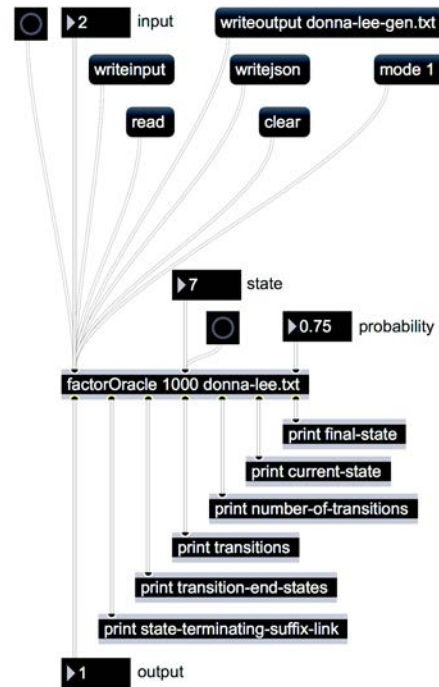 2 input
writeoutput donna-lee-gen.txt
writeinput
writejson
mode 1
read
clear
7 state
0.75 probability
factorOracle 1000 donna-lee.txt
print final-state
print current-state
print number-of-transitions
print transitions
print transition-end-states
print state-terminating-suffix-link
1 output